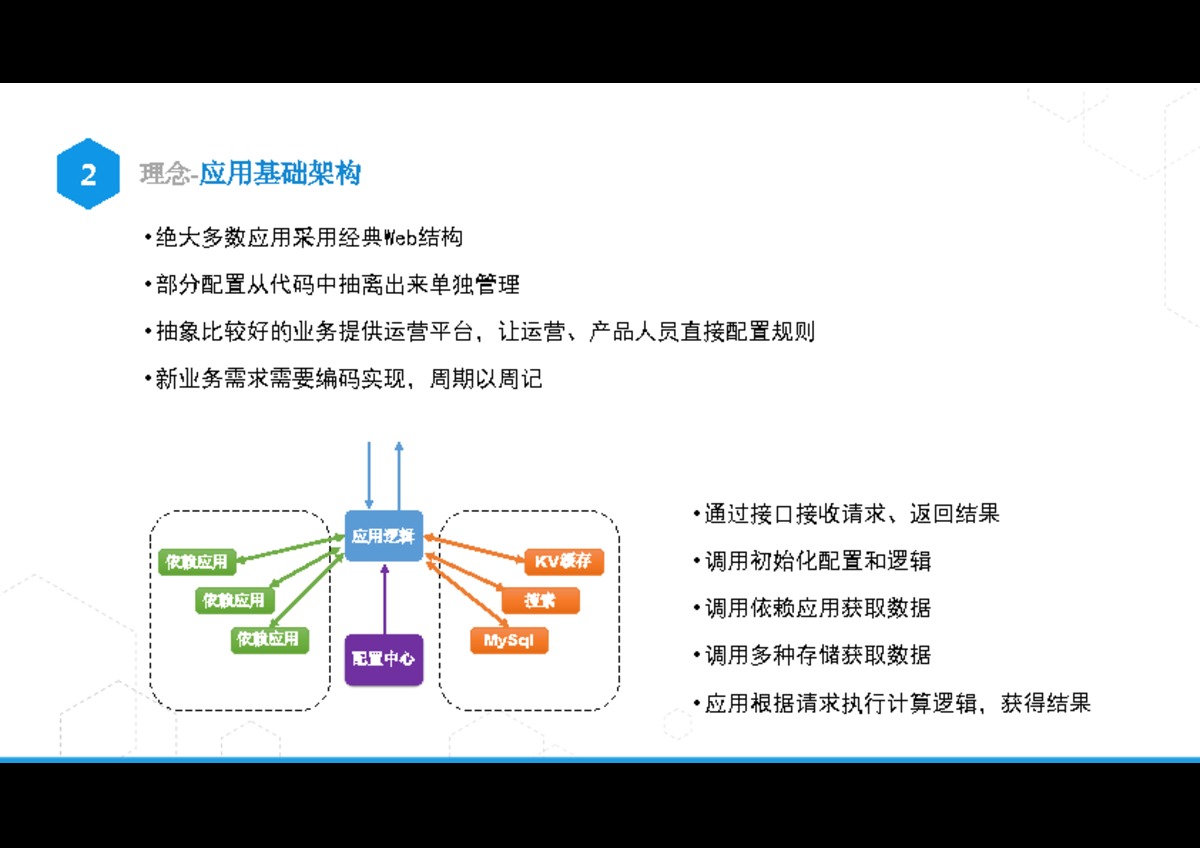 2
理念-应用基础架构
•绝大多数应用采用经典Web结构
•部分配置从代码中抽离出来单独管理
•抽象比较好的业务提供运营平台，让运营、产品人员直接配置规则
•新业务需求需要编码实现，周期以周记
应用逻辑
依赖应用
依赖应用
依赖应用
配置中心
KV缓存
搜索
MySql
•通过接口接收请求、返回结果
•调用初始化配置和逻辑
•调用依赖应用获取数据
•调用多种存储获取数据
•应用根据请求执行计算逻辑，获得结果